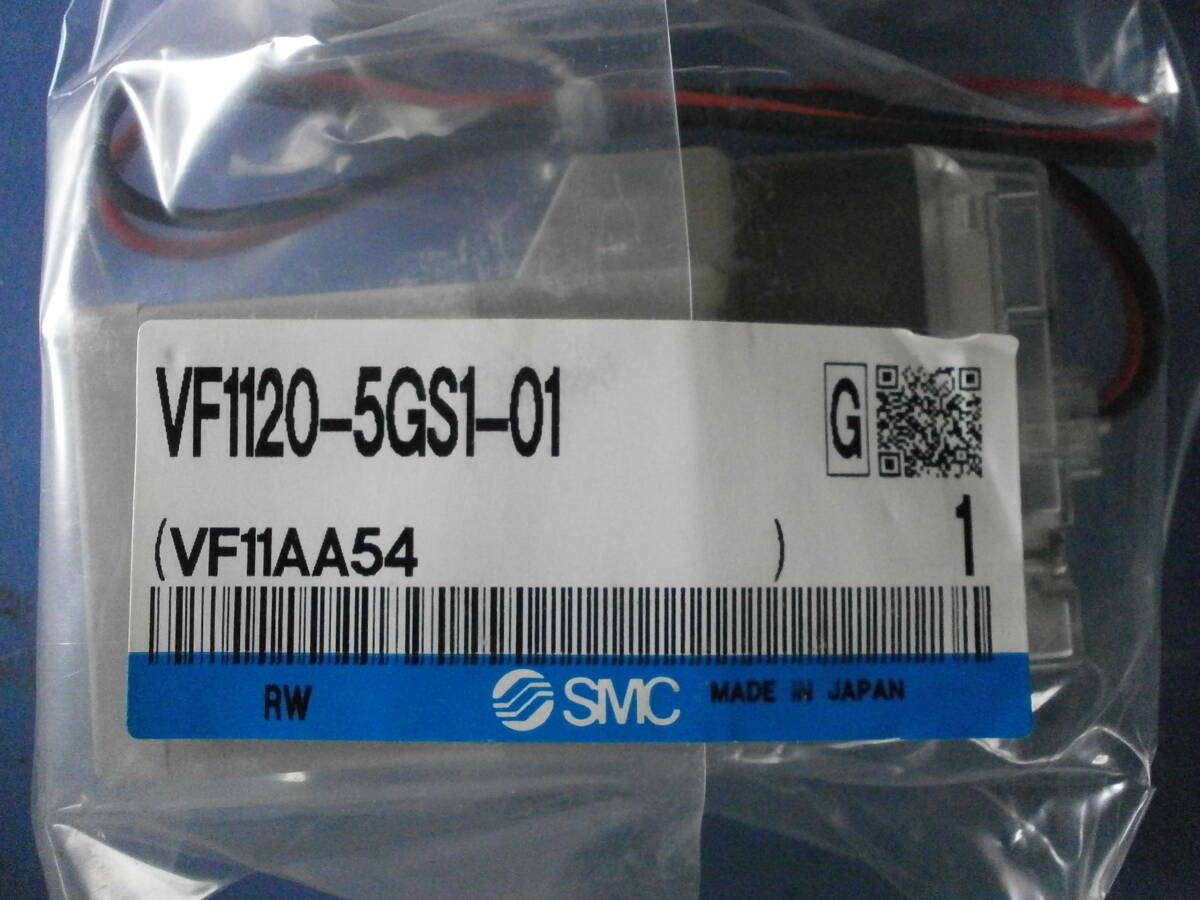 VF1120-5GS1-01
G
(VF11AA54 )
1
RW
SMC
MADE IN JAPAN